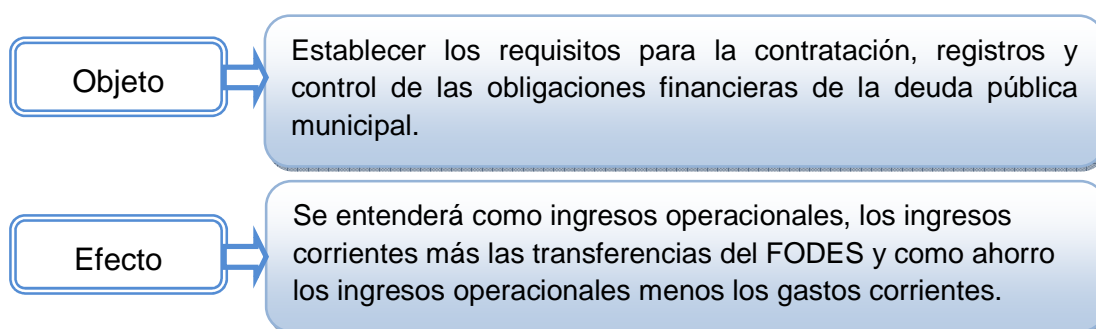 Objeto
Establecer los requisitos para la contratación, registros y
control de las obligaciones financieras de la deuda pública
municipal.
Efecto
Se entenderá como ingresos operacionales, los ingresos
corrientes más las transferencias del FODES y como ahorro
los ingresos operacionales menos los gastos corrientes.